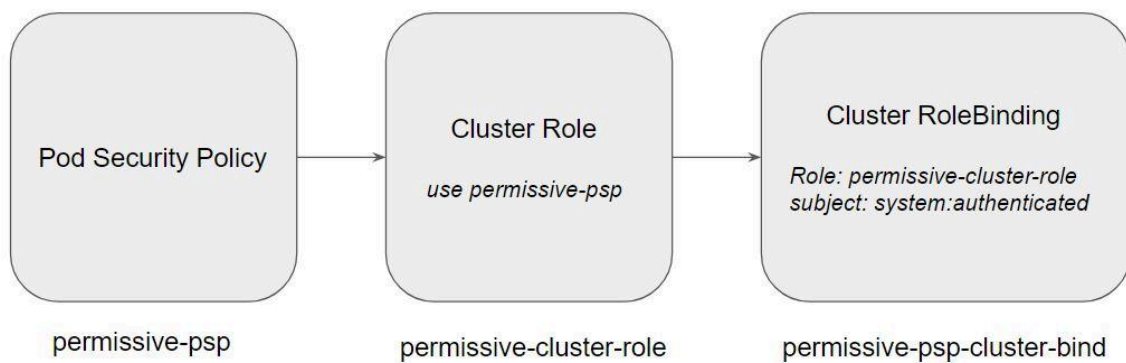 Pod Security Policy
Cluster Role
use permissive-psp
Cluster RoleBinding
Role: permissive-cluster-role
subject: system:authenticated
permissive-psp
permissive-cluster-role
permissive-psp-cluster-bind